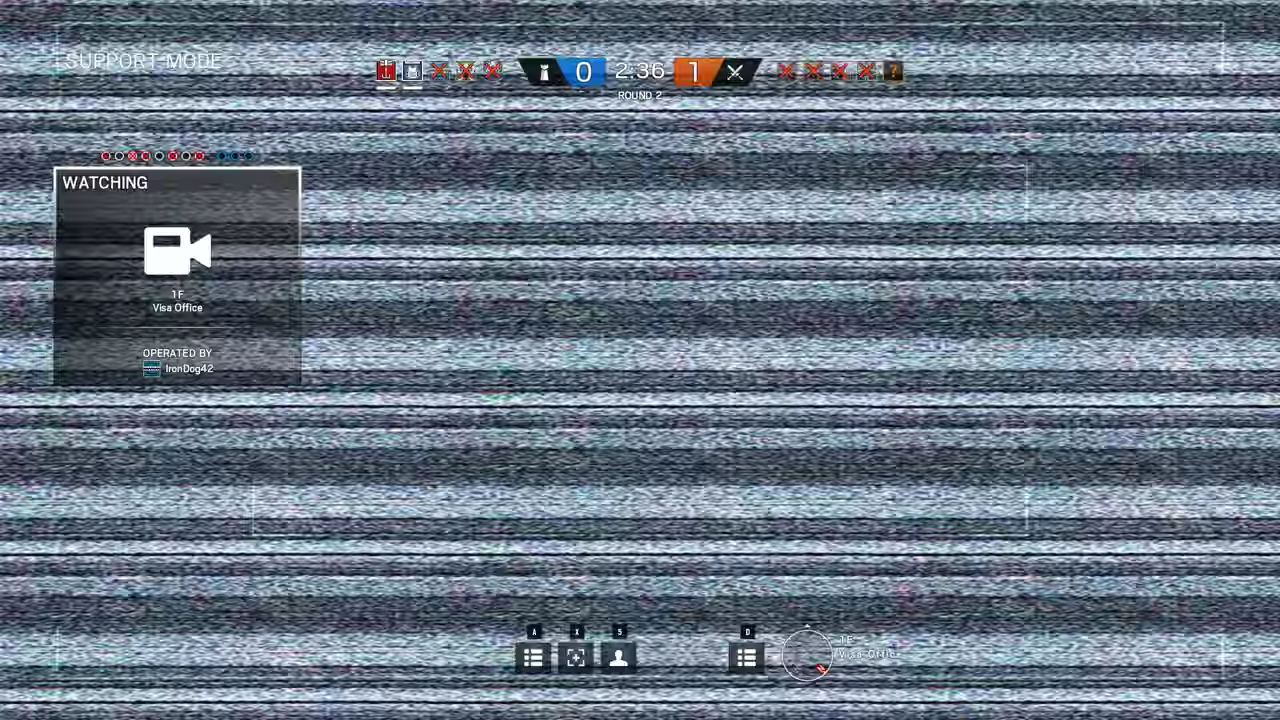 SUPPORT MODE
0 2:36 1
?
ROUND 2
WATCHING
1F
Visa Office
OPERATED BY
IronDog42
A X S D
1F
Visa Office